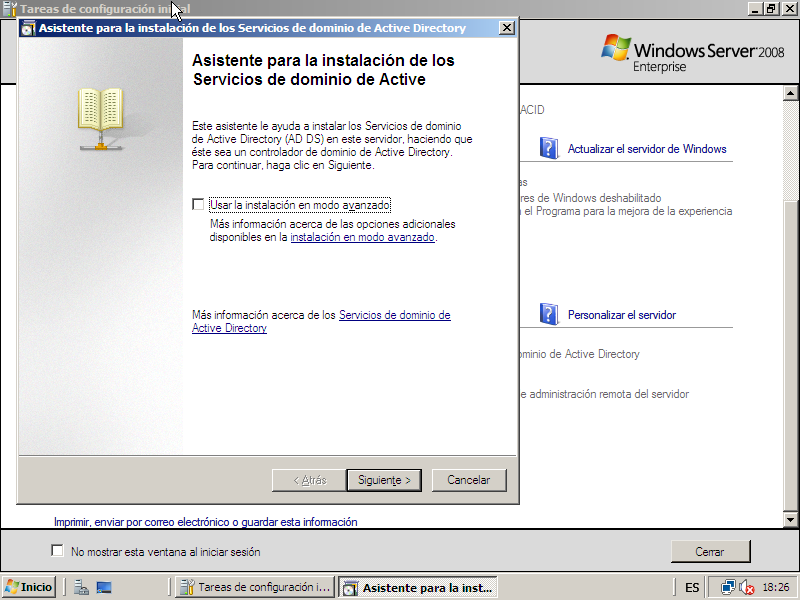 Tareas de configuración inicial
Asistente para la instalación de los Servicios de dominio de Active Directory
Windows Server 2008
Enterprise
Asistente para la instalación de los
Servicios de dominio de Active
Este asistente le ayuda a instalar los Servicios de dominio
de Active Directory (AD DS) en este servidor, haciendo que
éste sea un controlador de dominio de Active Directory.
Para continuar, haga clic en Siguiente.
Usar la instalación en modo avanzado
Más información acerca de las opciones adicionales
disponibles en la instalación en modo avanzado.
Más información acerca de los Servicios de dominio de
Active Directory
< Atrás
Siguiente >
Cancelar
ACID
Actualizar el servidor de Windows
as
res de Windows deshabilitado
el Programa para la mejora de la experiencia
Personalizar el servidor
ominio de Active Directory
e administración remota del servidor
Imprimir, enviar por correo electrónico o guardar esta información
No mostrar esta ventana al iniciar sesión
Cerrar
Inicio
Tareas de configuración i...
Asistente para la inst...
ES
18:26